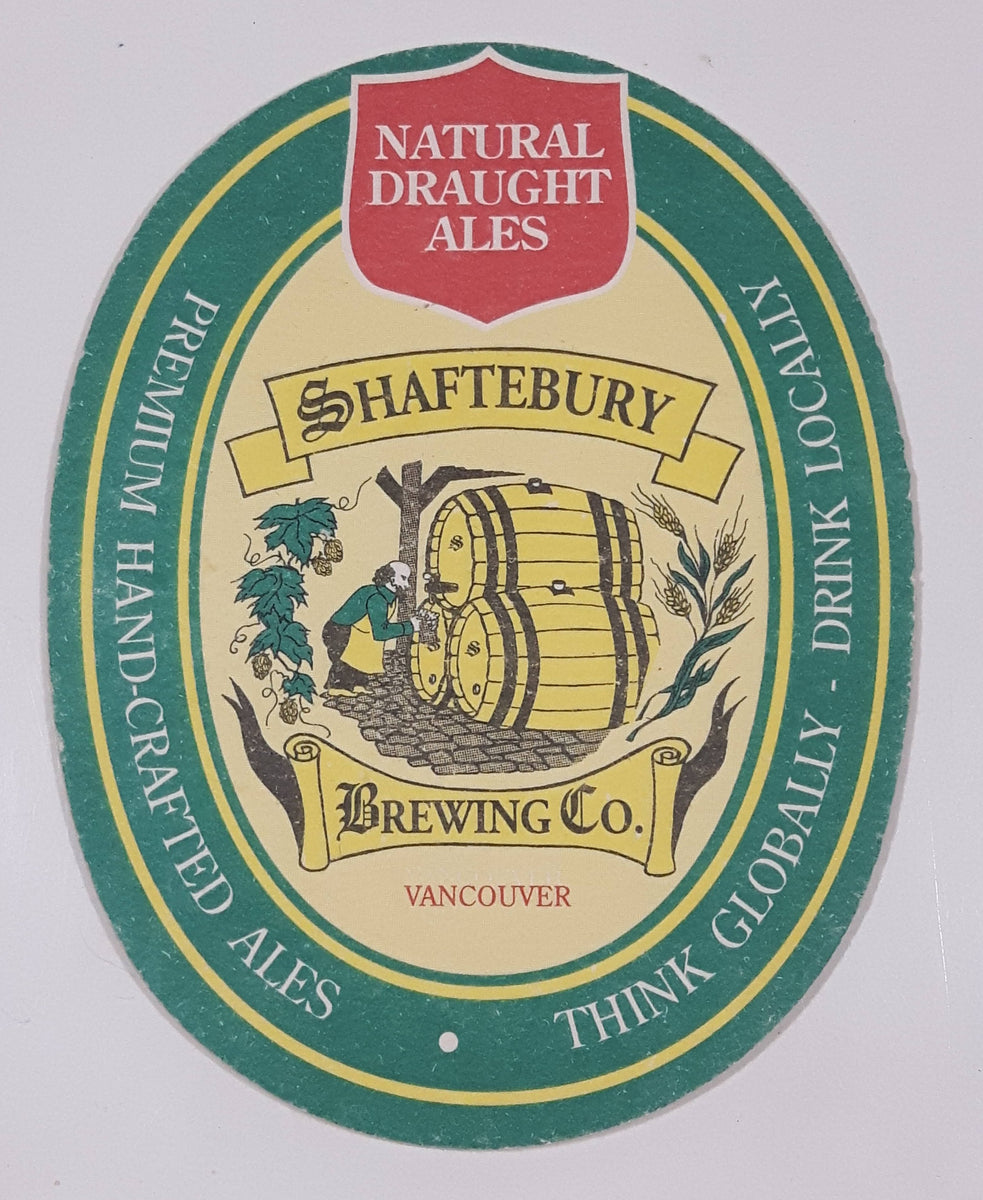 NATURAL
DRAUGHT
ALES
SHAFTEBURY
BREWING CO.
VANCOUVER
PREMIUM HAND-CRAFTED ALES
•
THINK GLOBALLY - DRINK LOCALLY
S
S
S